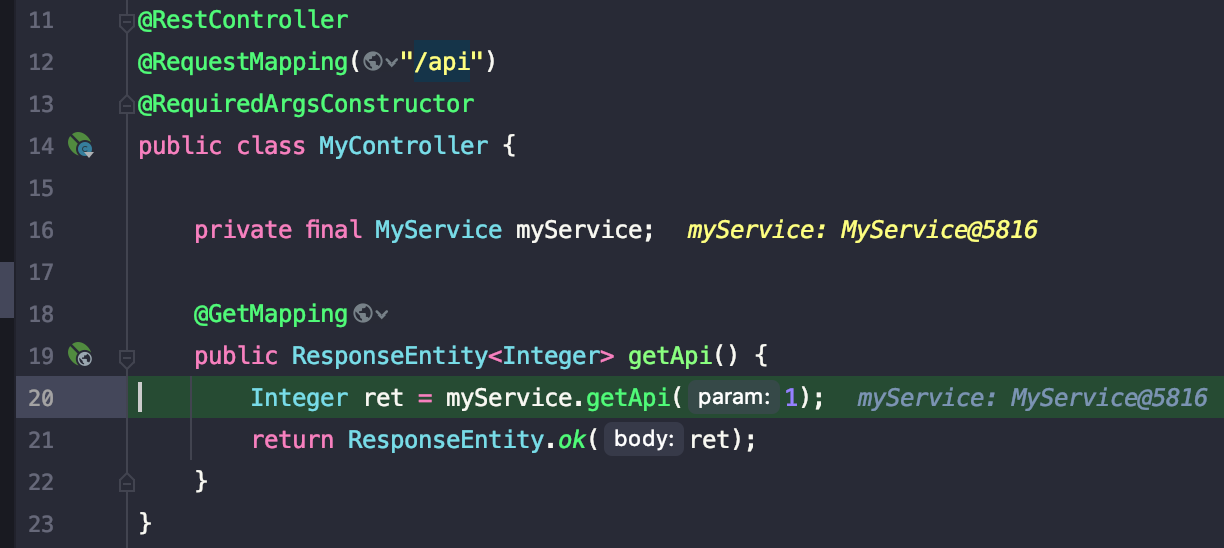 11 @RestController
12 @RequestMapping("/api")
13 @RequiredArgsConstructor
14 public class MyController {
15
16 private final MyService myService; myService: MyService@5816
17
18 @GetMapping
19 public ResponseEntity<Integer> getApi() {
20 Integer ret = myService.getApi( param: 1); myService: MyService@5816
21 return ResponseEntity.ok( body: ret);
22 }
23 }